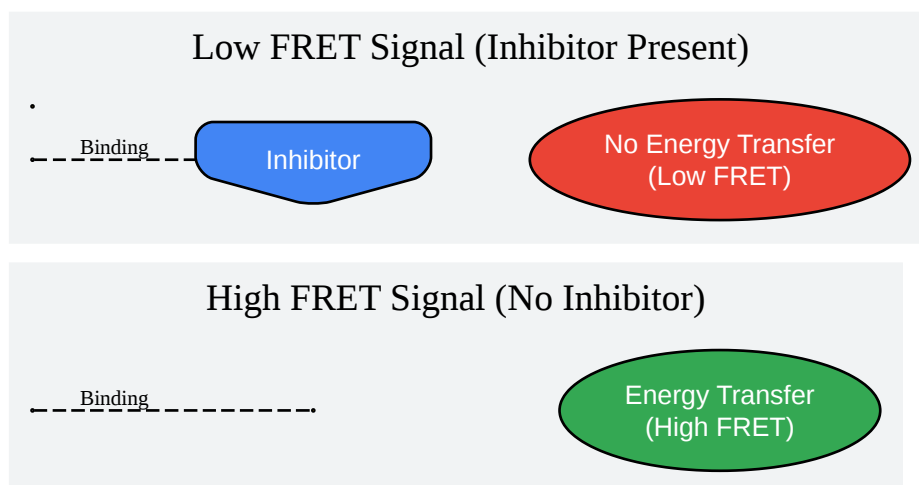 Low FRET Signal (Inhibitor Present)
Binding
Inhibitor
No Energy Transfer
(Low FRET)
High FRET Signal (No Inhibitor)
Binding
Energy Transfer
(High FRET)